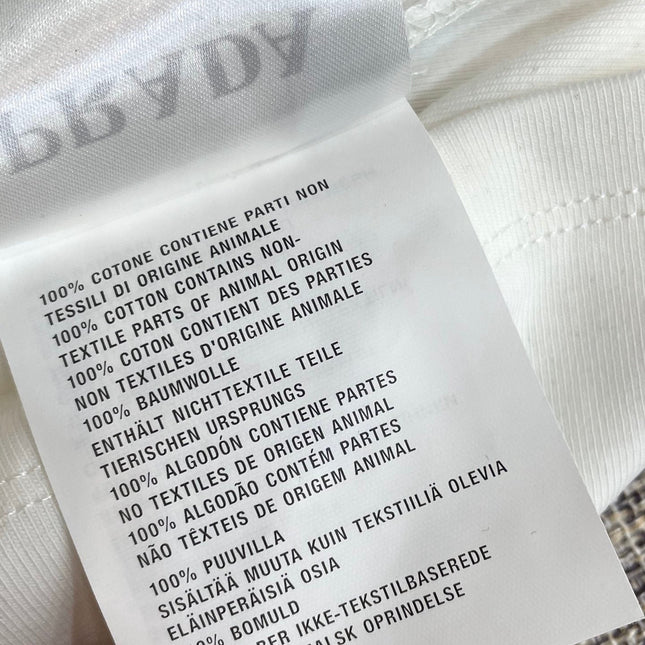 PRADA
100% COTONE CONTIENE PARTI NON
TESSILI DI ORIGINE ANIMALE
100% COTTON CONTAINS NON-
TEXTILE PARTS OF ANIMAL ORIGIN
100% COTON CONTIENT DES PARTIES
NON TEXTILES D'ORIGINE ANIMALE
100% BAUMWOLLE
ENTHÄLT NICHTTEXTILE TEILE
TIERISCHEN URSPRUNGS
100% ALGODÓN CONTIENE PARTES
NO TEXTILES DE ORIGEN ANIMAL
100% ALGODÃO CONTÉM PARTES
NÃO TÊXTEIS DE ORIGEM ANIMAL
100% PUUVILLA
SISÄLTÄÄ MUUTA KUIN TEKSTIILIÄ OLEVIA
ELÄINPERÄISIÄ OSIA
BOMULD
IKKE-TEKSTILBASEREDE
OPRINDELSE